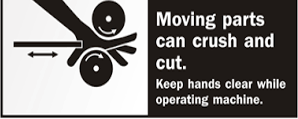 Moving parts
can crush and
cut.
Keep hands clear while
operating machine.